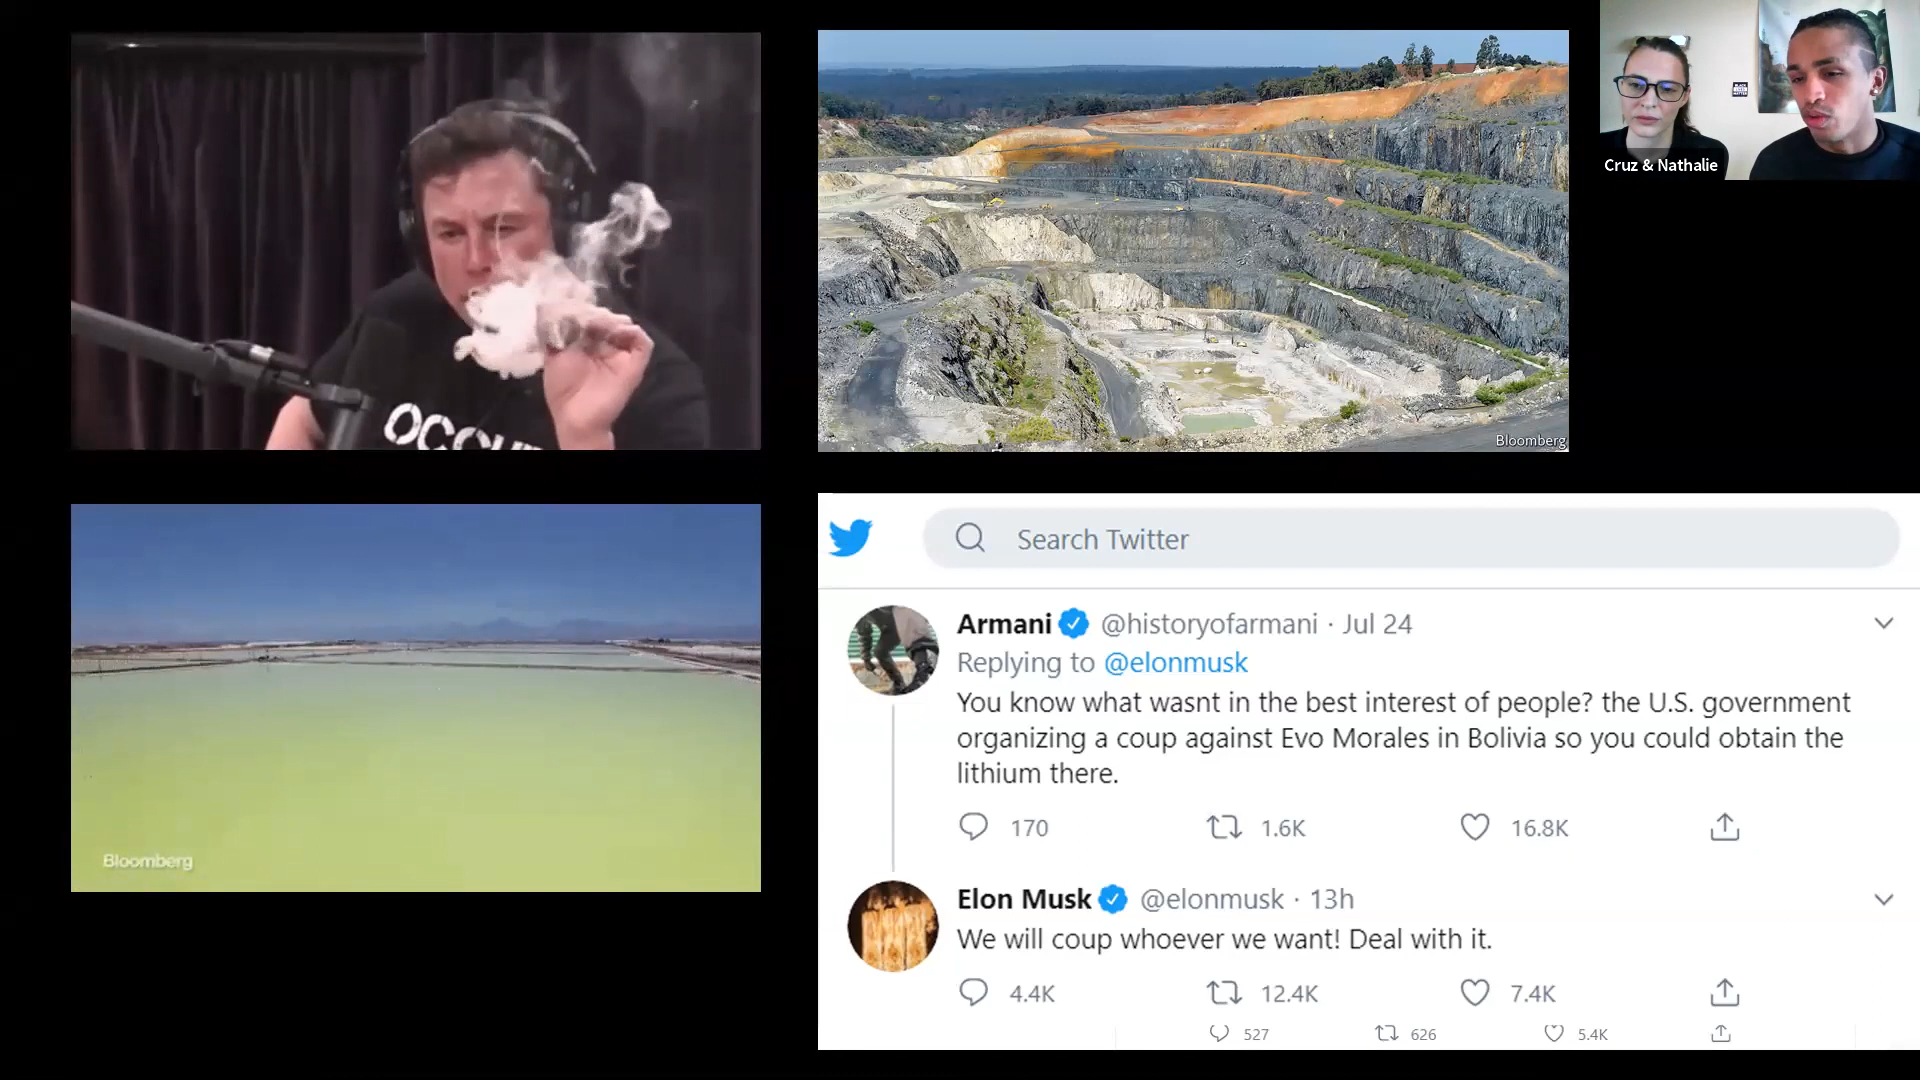 OCCU
Bloomberg
Cruz & Nathalie
BLACK
LIVES
MATTER
Bloomberg
Search Twitter
Armani @historyofarmani · Jul 24
Replying to @elonmusk
You know what wasnt in the best interest of people? the U.S. government
organizing a coup against Evo Morales in Bolivia so you could obtain the
lithium there.
170 1.6K 16.8K
Elon Musk @elonmusk · 13h
We will coup whoever we want! Deal with it.
4.4K 12.4K 7.4K
527 626 5.4K